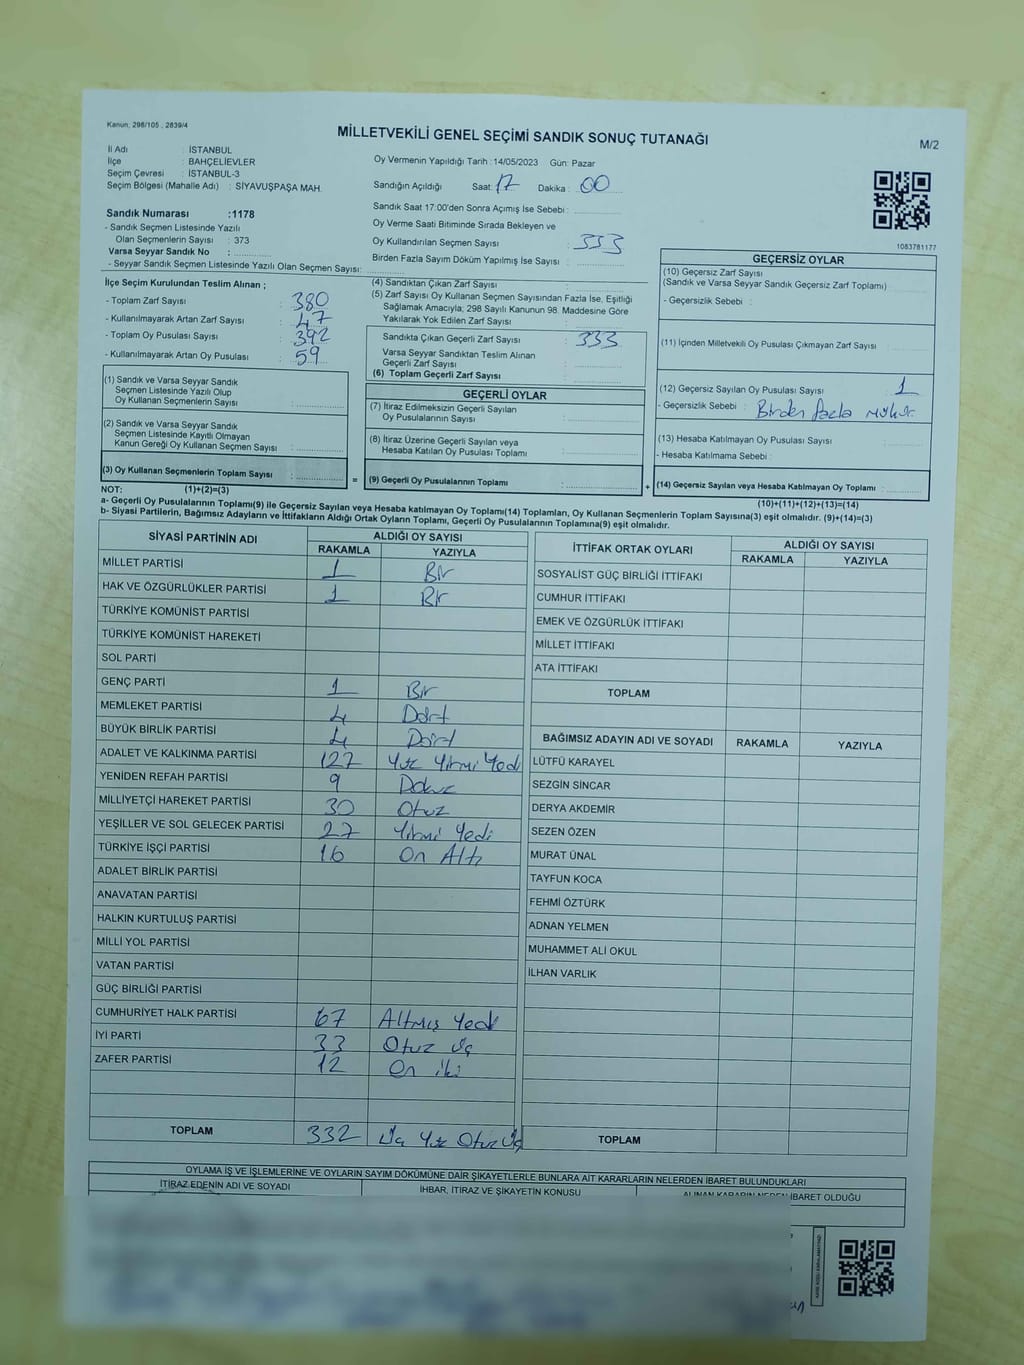 Kanun; 298/105 , 2839/4
MİLLETVEKİLİ GENEL SEÇİMİ SANDIK SONUÇ TUTANAĞI
M/2
İl Adı : İSTANBUL
İlçe : BAHÇELİEVLER
Seçim Çevresi : İSTANBUL-3
Seçim Bölgesi (Mahalle Adı) : SİYAVUŞPAŞA MAH.
Sandık Numarası :1178
- Sandık Seçmen Listesinde Yazılı
Olan Seçmenlerin Sayısı : 373
Varsa Seyyar Sandık No :
- Seyyar Sandık Seçmen Listesinde Yazılı Olan Seçmen Sayısı:
Oy Vermenin Yapıldığı Tarih : 14/05/2023 Gün: Pazar
Sandığın Açıldığı Saat: 17 Dakika : 00
Sandık Saat 17:00'den Sonra Açımış İse Sebebi :
Oy Verme Saati Bitiminde Sırada Bekleyen ve
Oy Kullandırılan Seçmen Sayısı : 333
Birden Fazla Sayım Döküm Yapılmış İse Sayısı :
1083781177
İlçe Seçim Kurulundan Teslim Alınan ;
- Toplam Zarf Sayısı : 380
- Kullanılmayarak Artan Zarf Sayısı : 47
- Toplam Oy Pusulası Sayısı : 392
- Kullanılmayarak Artan Oy Pusulası : 59
(4) Sandıktan Çıkan Zarf Sayısı :
(5) Zarf Sayısı Oy Kullanan Seçmen Sayısından Fazla İse, Eşitliği
Sağlamak Amacıyla; 298 Sayılı Kanunun 98. Maddesine Göre
Yakılarak Yok Edilen Zarf Sayısı :
Sandıkta Çıkan Geçerli Zarf Sayısı : 333
Varsa Seyyar Sandıktan Teslim Alınan
Geçerli Zarf Sayısı :
(6) Toplam Geçerli Zarf Sayısı :
GEÇERSİZ OYLAR
(10) Geçersiz Zarf Sayısı
(Sandık ve Varsa Seyyar Sandık Geçersiz Zarf Toplamı) :
- Geçersizlik Sebebi :
(11) İçinden Milletvekili Oy Pusulası Çıkmayan Zarf Sayısı :
(12) Geçersiz Sayılan Oy Pusulası Sayısı : 1
- Geçersizlik Sebebi : Birden fazla mühür.
(13) Hesaba Katılmayan Oy Pusulası Sayısı :
- Hesaba Katılmama Sebebi :
(14) Geçersiz Sayılan veya Hesaba Katılmayan Oy Toplamı :
(1) Sandık ve Varsa Seyyar Sandık
Seçmen Listesinde Yazılı Olup
Oy Kullanan Seçmenlerin Sayısı :
(2) Sandık ve Varsa Seyyar Sandık
Seçmen Listesinde Kayıtlı Olmayan
Kanun Gereği Oy Kullanan Seçmen Sayısı :
(3) Oy Kullanan Seçmenlerin Toplam Sayısı :
GEÇERLİ OYLAR
(7) İtiraz Edilmeksizin Geçerli Sayılan
Oy Pusulalarının Sayısı :
(8) İtiraz Üzerine Geçerli Sayılan veya
Hesaba Katılan Oy Pusulası Toplamı :
= (9) Geçerli Oy Pusulalarının Toplamı : +
NOT: (1)+(2)=(3)
(10)+(11)+(12)+(13)=(14)
a- Geçerli Oy Pusulalarının Toplamı(9) ile Geçersiz Sayılan veya Hesaba katılmayan Oy Toplamı(14) Toplamları, Oy Kullanan Seçmenlerin Toplam Sayısına(3) eşit olmalıdır. (9)+(14)=(3)
b- Siyasi Partilerin, Bağımsız Adayların ve İttifakların Aldığı Ortak Oyların Toplamı, Geçerli Oy Pusulalarının Toplamına(9) eşit olmalıdır.
SİYASİ PARTİNİN ADI ALDIĞI OY SAYISI
RAKAMLA YAZIYLA
MİLLET PARTİSİ 1 Bir
HAK VE ÖZGÜRLÜKLER PARTİSİ 1 Bir
TÜRKİYE KOMÜNİST PARTİSİ
TÜRKİYE KOMÜNİST HAREKETİ
SOL PARTİ
GENÇ PARTİ 1 Bir
MEMLEKET PARTİSİ 4 Dört
BÜYÜK BİRLİK PARTİSİ 4 Dört
ADALET VE KALKINMA PARTİSİ 127 Yüz Yirmi Yedi
YENİDEN REFAH PARTİSİ 9 Dokuz
MİLLİYETÇİ HAREKET PARTİSİ 30 Otuz
YEŞİLLER VE SOL GELECEK PARTİSİ 27 Yirmi Yedi
TÜRKİYE İŞÇİ PARTİSİ 16 On Altı
ADALET BİRLİK PARTİSİ
ANAVATAN PARTİSİ
HALKIN KURTULUŞ PARTİSİ
MİLLİ YOL PARTİSİ
VATAN PARTİSİ
GÜÇ BİRLİĞİ PARTİSİ
CUMHURİYET HALK PARTİSİ 67 Altmış Yedi
İYİ PARTİ 33 Otuz Üç
ZAFER PARTİSİ 12 On iki
TOPLAM 332 Üç Yüz Otuz Üç
İTTİFAK ORTAK OYLARI ALDIĞI OY SAYISI
RAKAMLA YAZIYLA
SOSYALİST GÜÇ BİRLİĞİ İTTİFAKI
CUMHUR İTTİFAKI
EMEK VE ÖZGÜRLÜK İTTİFAKI
MİLLET İTTİFAKI
ATA İTTİFAKI
TOPLAM
BAĞIMSIZ ADAYIN ADI VE SOYADI RAKAMLA YAZIYLA
LÜTFÜ KARAYEL
SEZGİN SİNCAR
DERYA AKDEMİR
SEZEN ÖZEN
MURAT ÜNAL
TAYFUN KOCA
FEHMİ ÖZTÜRK
ADNAN YELMEN
MUHAMMET ALİ OKUL
İLHAN VARLIK
TOPLAM
OYLAMA İŞ VE İŞLEMLERİNE VE OYLARIN SAYIM DÖKÜMÜNE DAİR ŞİKAYETLERLE BUNLARA AİT KARARLARIN NELERDEN İBARET BULUNDUKLARI
İTİRAZ EDENİN ADI VE SOYADI İHBAR, İTİRAZ VE ŞİKAYETİN KONUSU ALINAN KARARIN NEDEN İBARET OLDUĞU